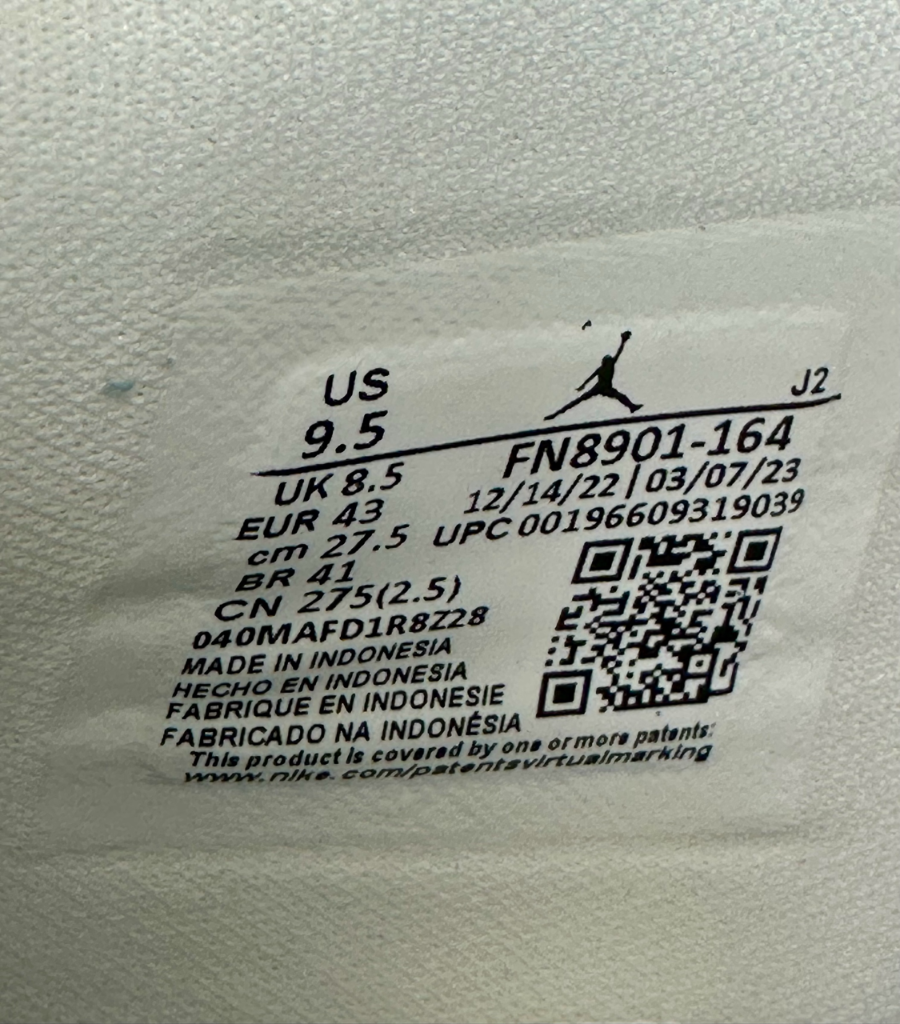 US
9.5
J2
UK 8.5
EUR 43
cm 27.5
BR 41
CN 275(2.5)
FN8901-164
12/14/22 | 03/07/23
UPC 00196609319039
040MAFD1R8Z28
MADE IN INDONESIA
HECHO EN INDONESIA
FABRIQUE EN INDONESIE
FABRICADO NA INDONÉSIA
This product is covered by one or more patents:
www.nike.com/patentsvirtualmarking